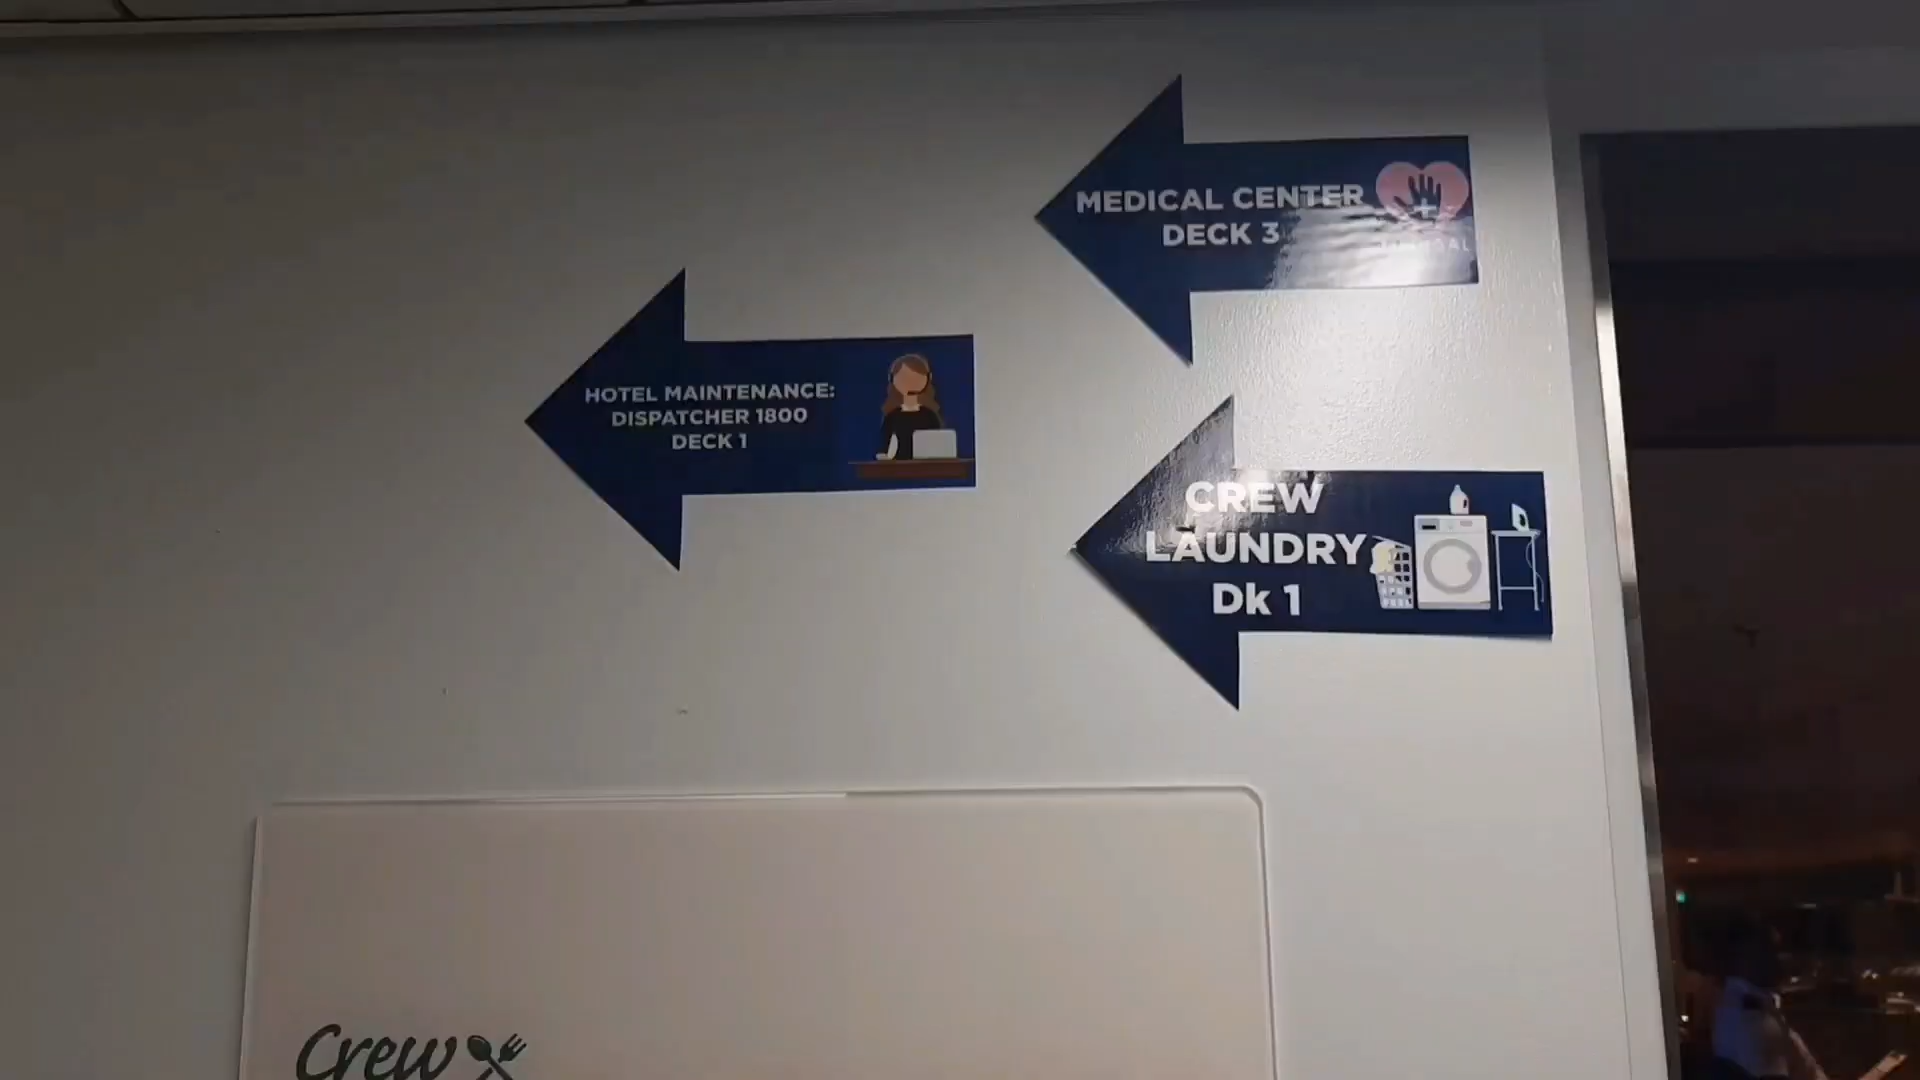 MEDICAL CENTER
DECK 3
HOTEL MAINTENANCE:
DISPATCHER 1800
DECK 1
CREW
LAUNDRY
Dk 1
Crew